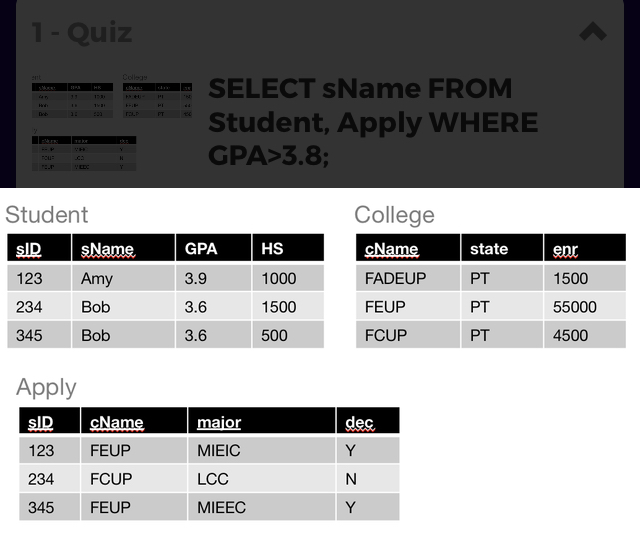 1 - Quiz
College
SELECT sName FROM
Student, Apply WHERE
GPA>3.8;
Student
sID sName GPA HS
123 Amy 3.9 1000
234 Bob 3.6 1500
345 Bob 3.6 500
College
cName state enr
FADEUP PT 1500
FEUP PT 55000
FCUP PT 4500
Apply
sID cName major dec
123 FEUP MIEIC Y
234 FCUP LCC N
345 FEUP MIEEC Y